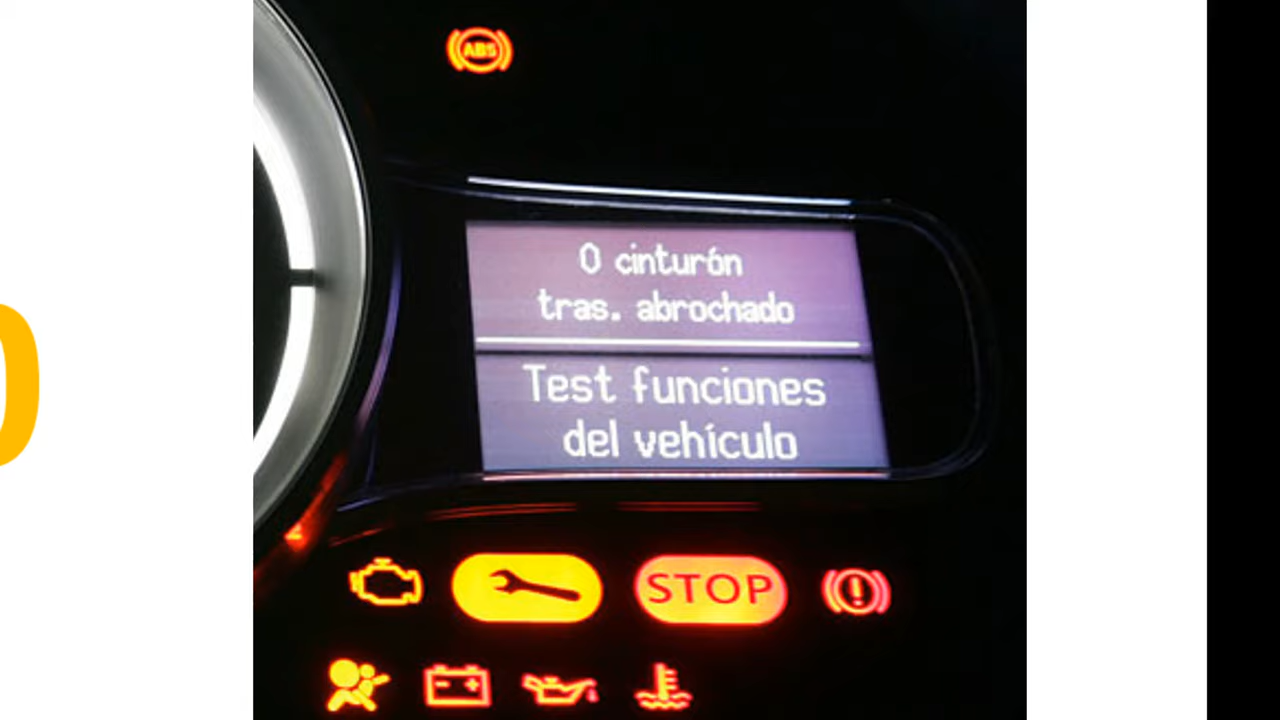 ABS
0 cinturón
tras. abrochado
Test funciones
del vehículo
STOP